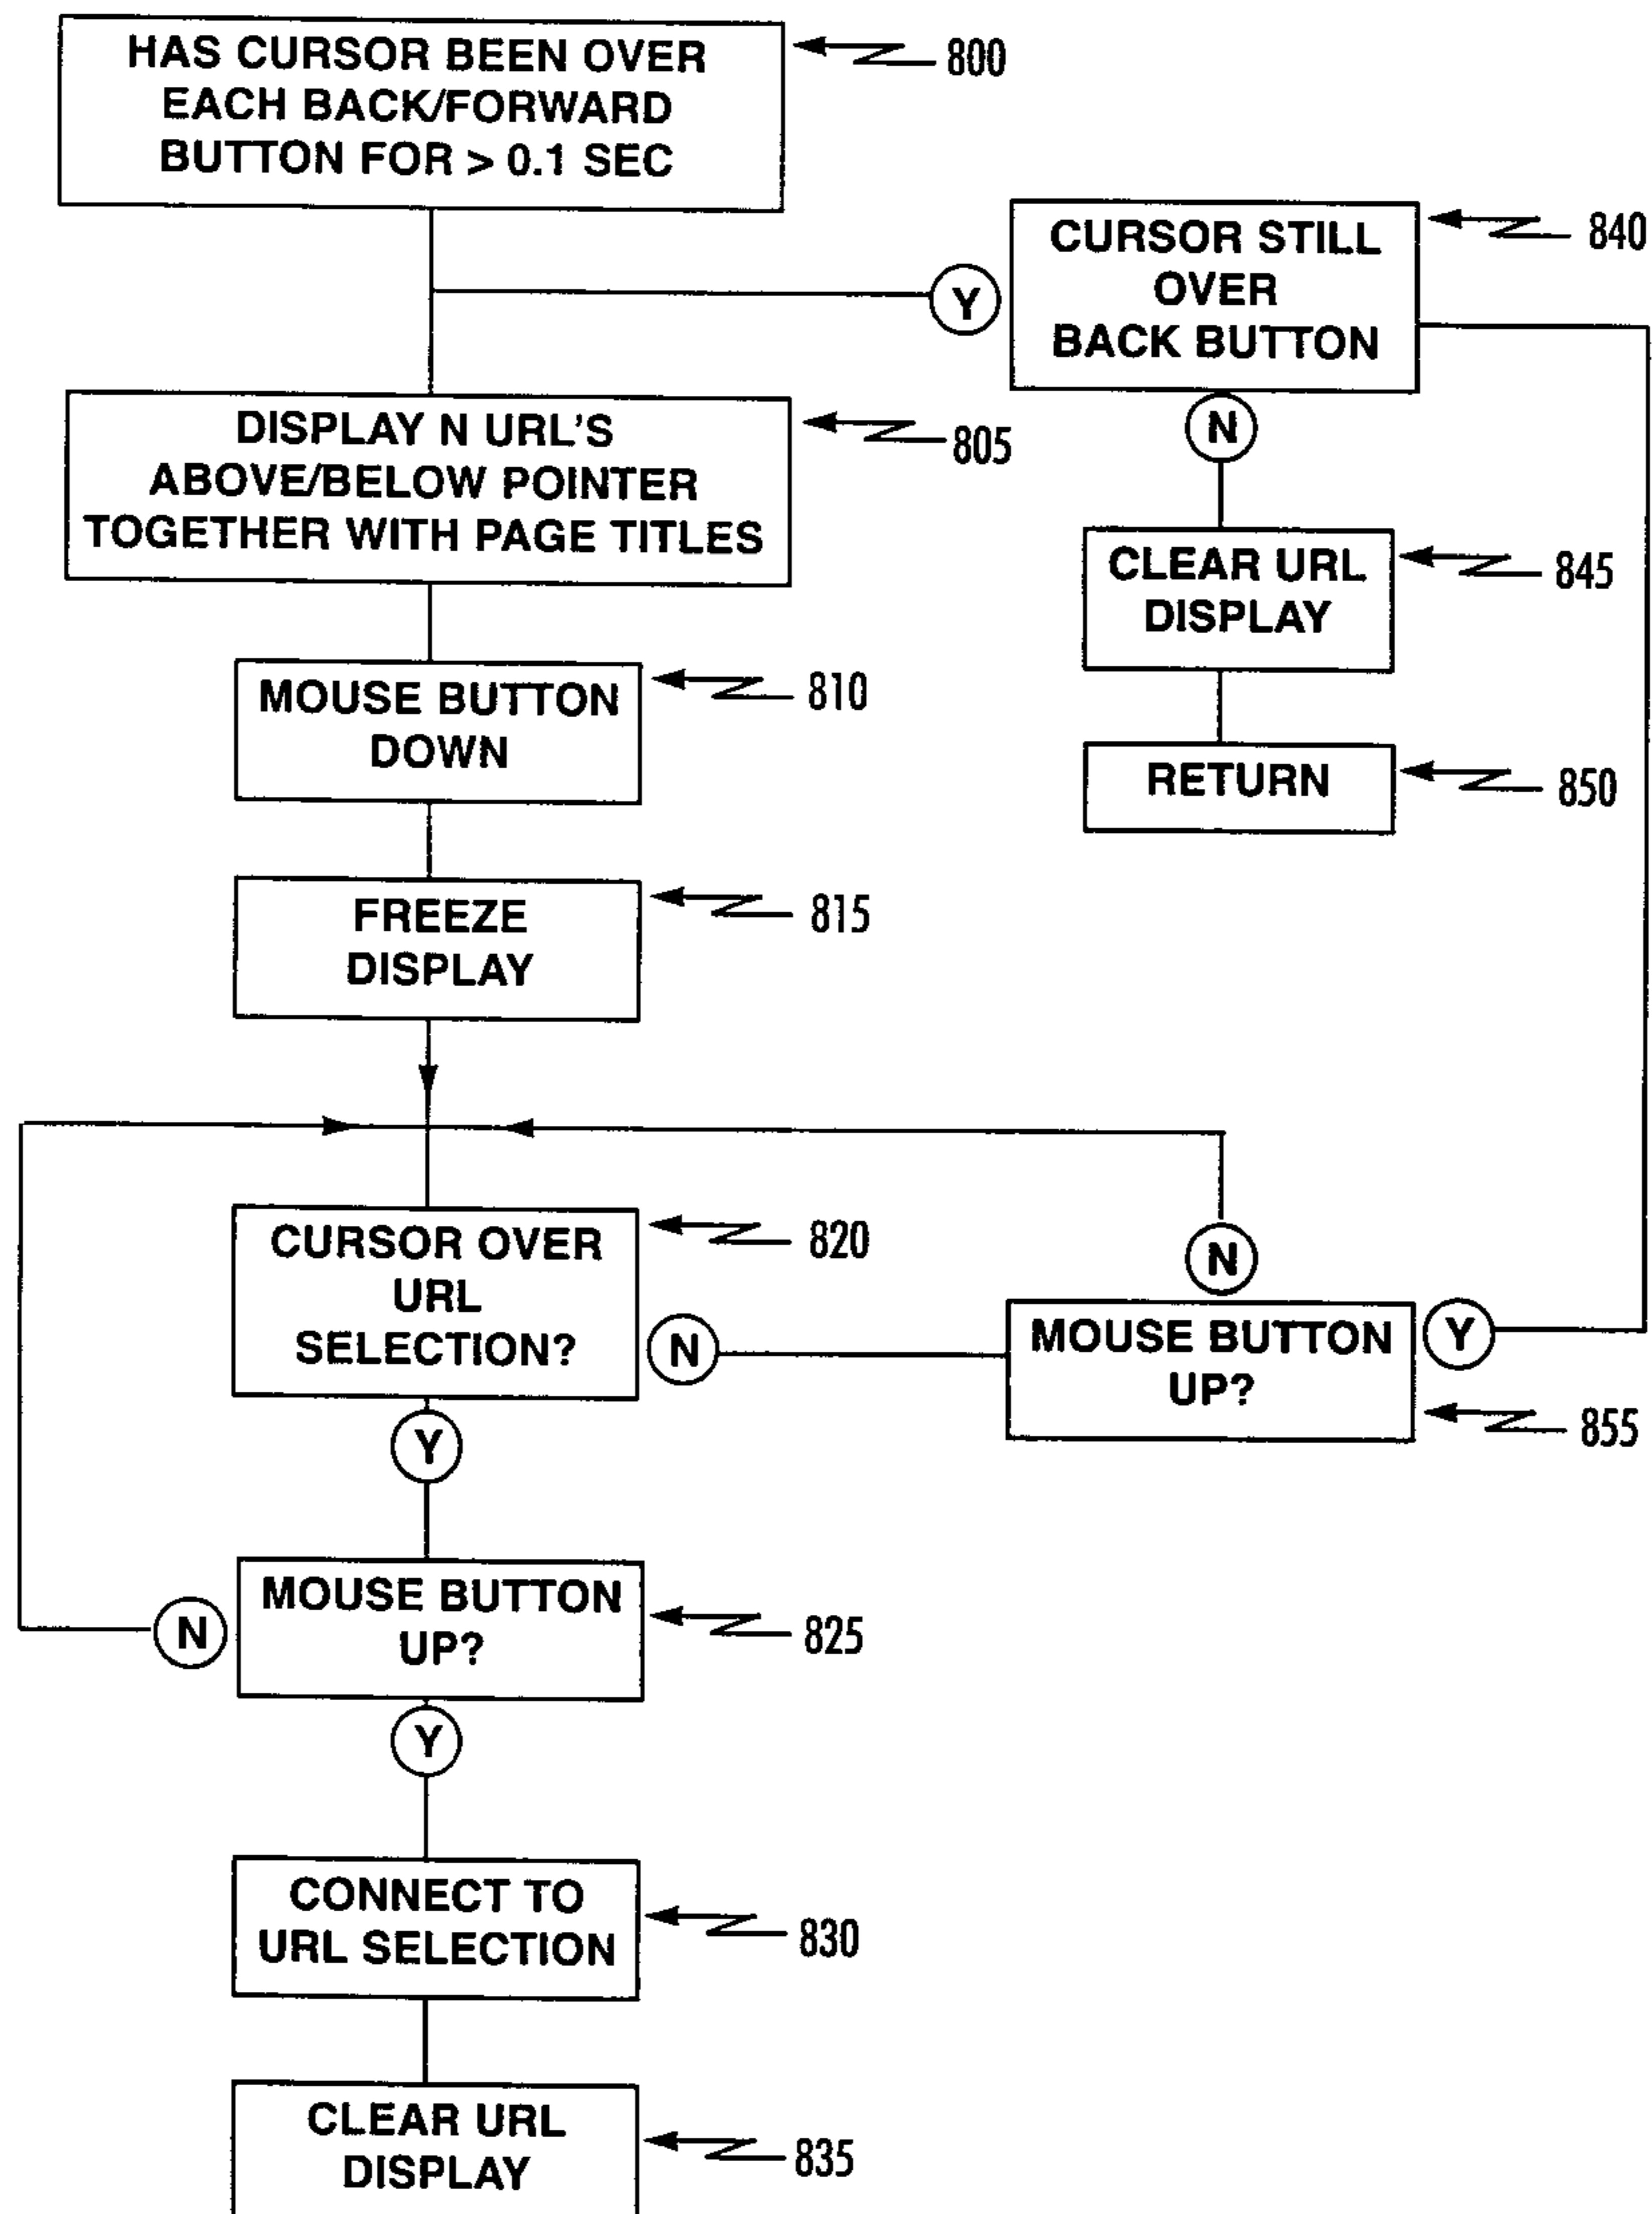 HAS CURSOR BEEN OVER
EACH BACK/FORWARD
BUTTON FOR > 0.1 SEC
800
Y
CURSOR STILL
OVER
BACK BUTTON
840
N
DISPLAY N URL'S
ABOVE/BELOW POINTER
TOGETHER WITH PAGE TITLES
805
CLEAR URL
DISPLAY
845
MOUSE BUTTON
DOWN
810
RETURN
850
FREEZE
DISPLAY
815
CURSOR OVER
URL
SELECTION?
820
N
N
MOUSE BUTTON
UP?
Y
855
Y
MOUSE BUTTON
UP?
825
N
Y
CONNECT TO
URL SELECTION
830
CLEAR URL
DISPLAY
835